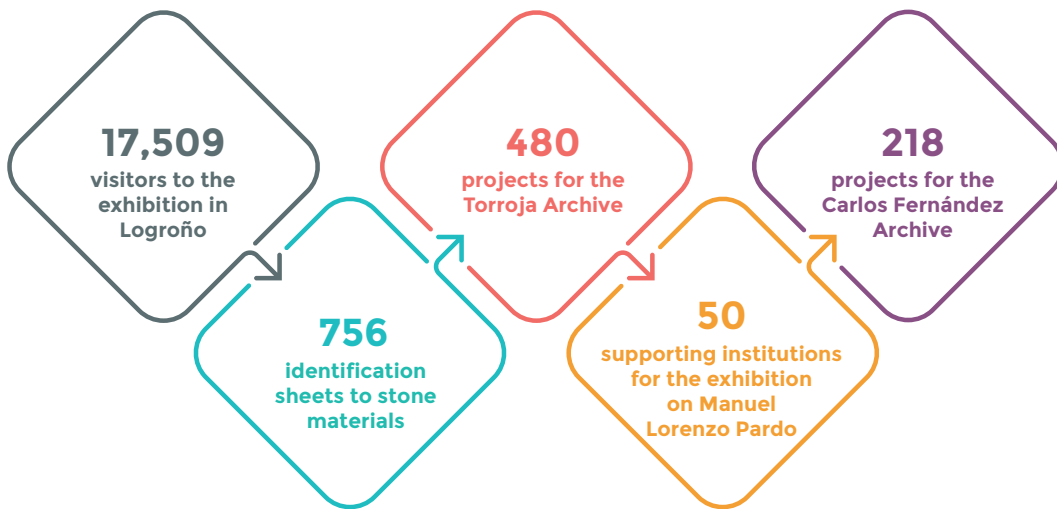 17,509
visitors to the
exhibition in
Logroño
756
identification
sheets to stone
materials
480
projects for the
Torroja Archive
50
supporting institutions
for the exhibition
on Manuel
Lorenzo Pardo
218
projects for the
Carlos Fernández
Archive